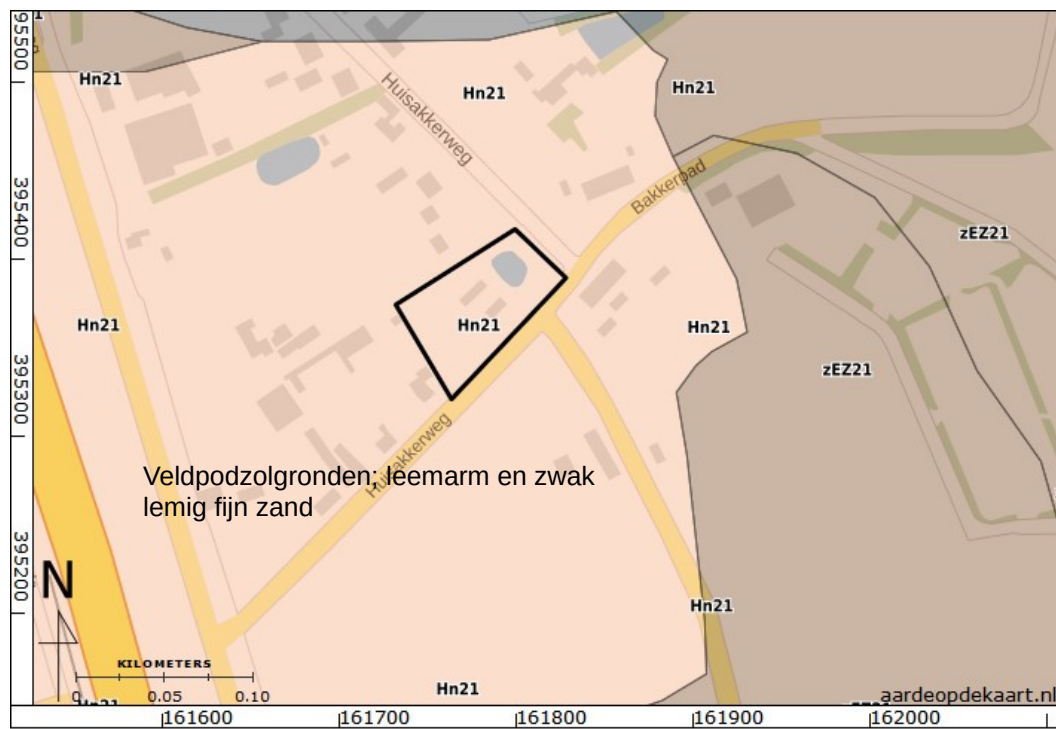 395500
Hn21
Hn21
Hn21
Huisakkerweg
Bakkerpad
395400
zEZ21
Hn21
Hn21
Hn21
395300
zEZ21
Huisakkerweg
Veldpodzolgronden; leemarm en zwak
lemig fijn zand
395200
N
Hn21
KILOMETERS
0 0.05 0.10
Hn21
Hn21
aardeopdekaart.nl
161600 161700 161800 161900 162000